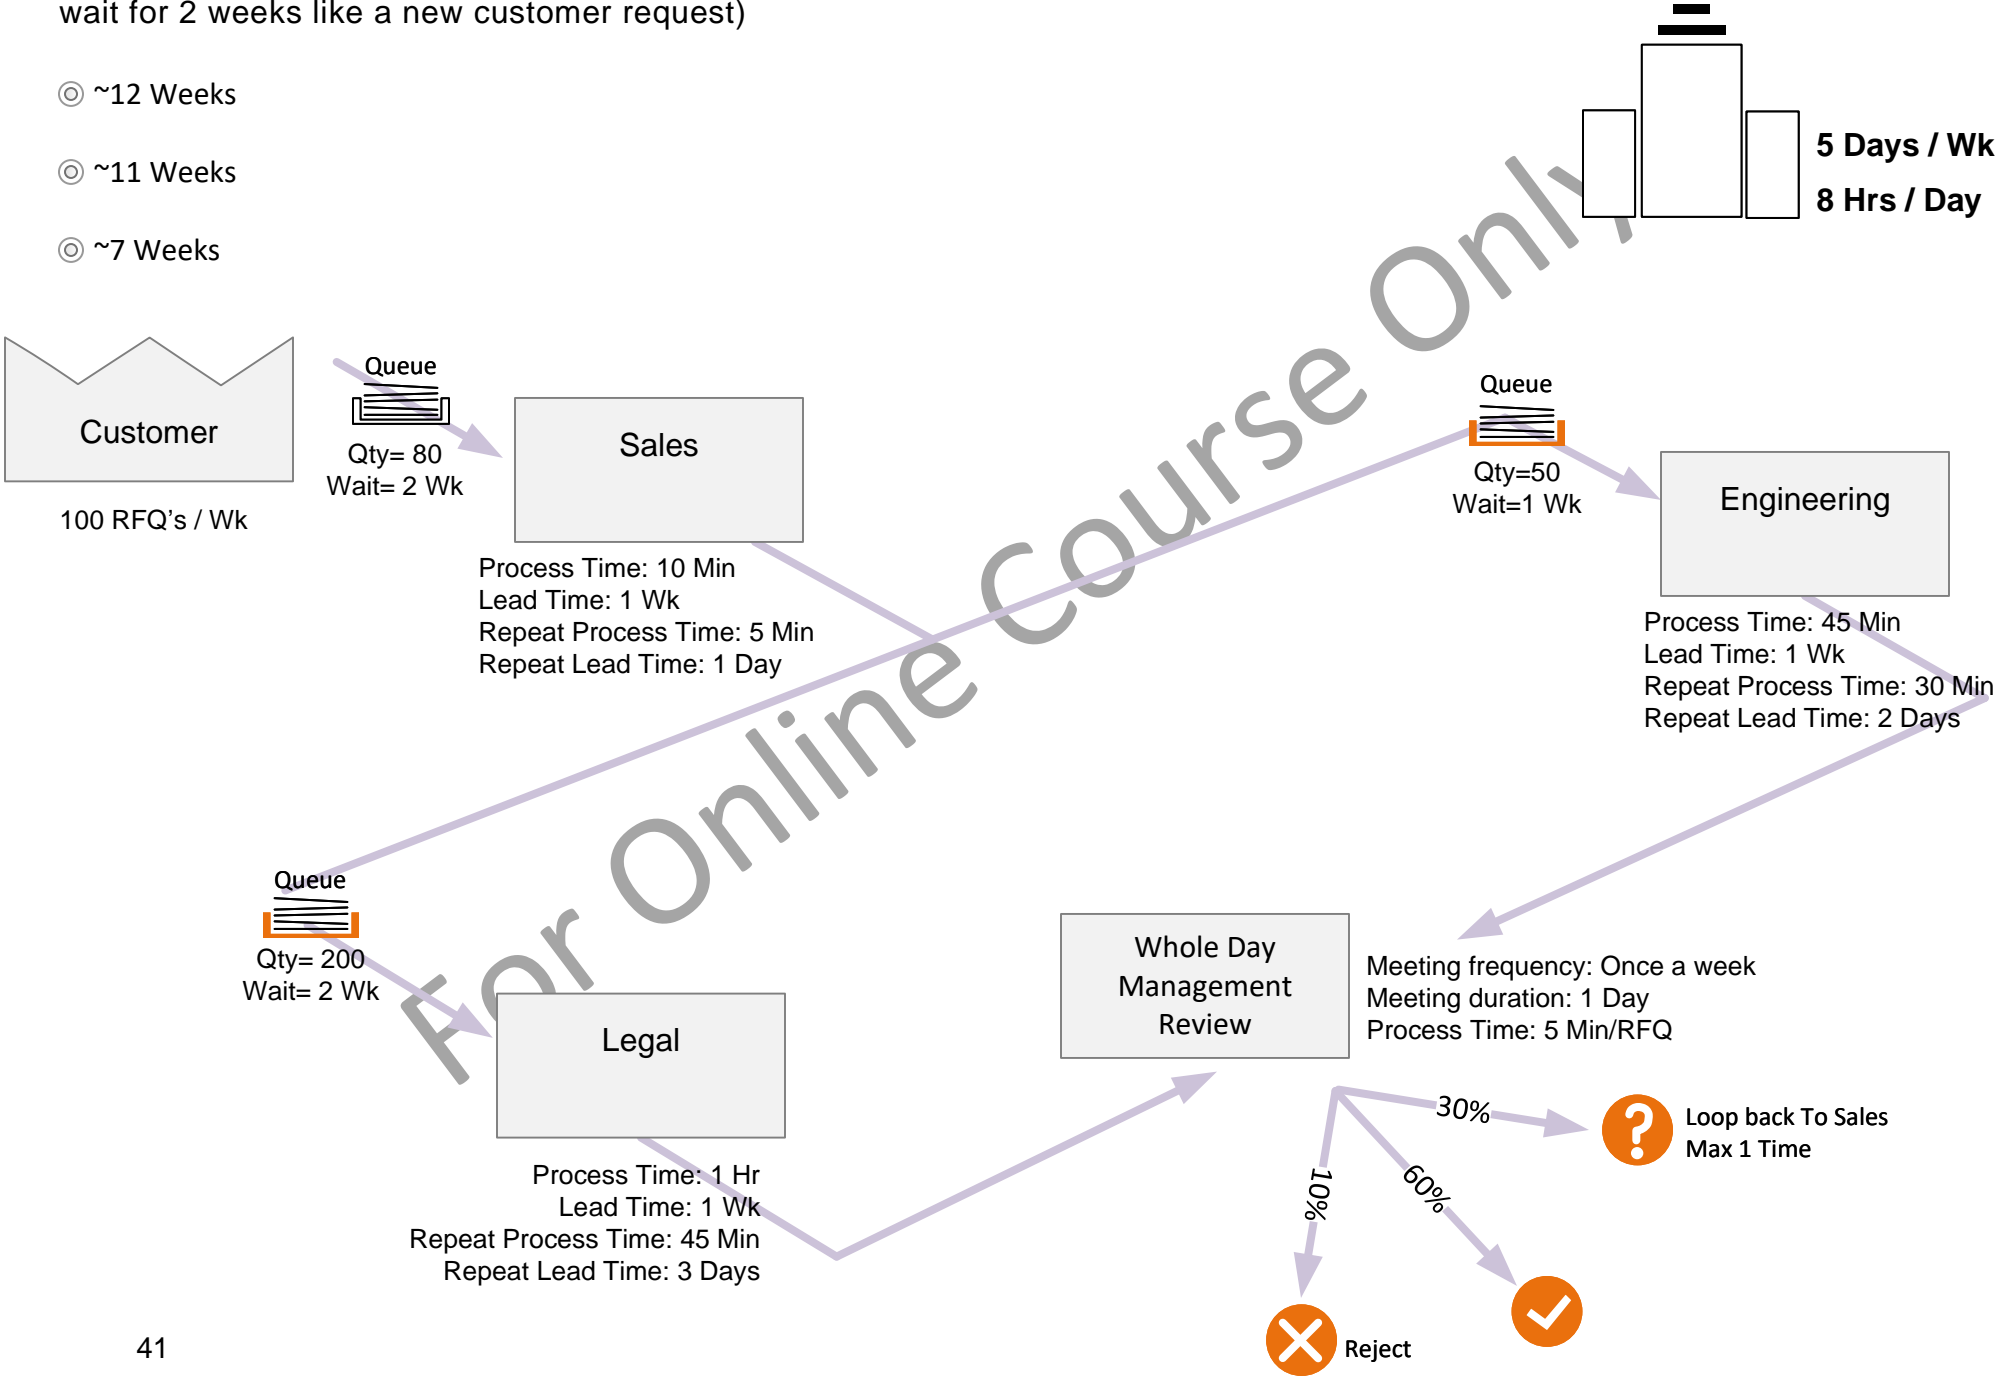 wait for 2 weeks like a new customer request)
~12 Weeks
~11 Weeks
~7 Weeks
5 Days / Wk
8 Hrs / Day
Customer
100 RFQ's / Wk
Queue
Qty= 80
Wait= 2 Wk
Sales
Process Time: 10 Min
Lead Time: 1 Wk
Repeat Process Time: 5 Min
Repeat Lead Time: 1 Day
Queue
Qty=50
Wait=1 Wk
Engineering
Process Time: 45 Min
Lead Time: 1 Wk
Repeat Process Time: 30 Min
Repeat Lead Time: 2 Days
Queue
Qty= 200
Wait= 2 Wk
Legal
Process Time: 1 Hr
Lead Time: 1 Wk
Repeat Process Time: 45 Min
Repeat Lead Time: 3 Days
Whole Day
Management
Review
Meeting frequency: Once a week
Meeting duration: 1 Day
Process Time: 5 Min/RFQ
30%
Loop back To Sales
Max 1 Time
60%
10%
Reject
41
For Online Course Only